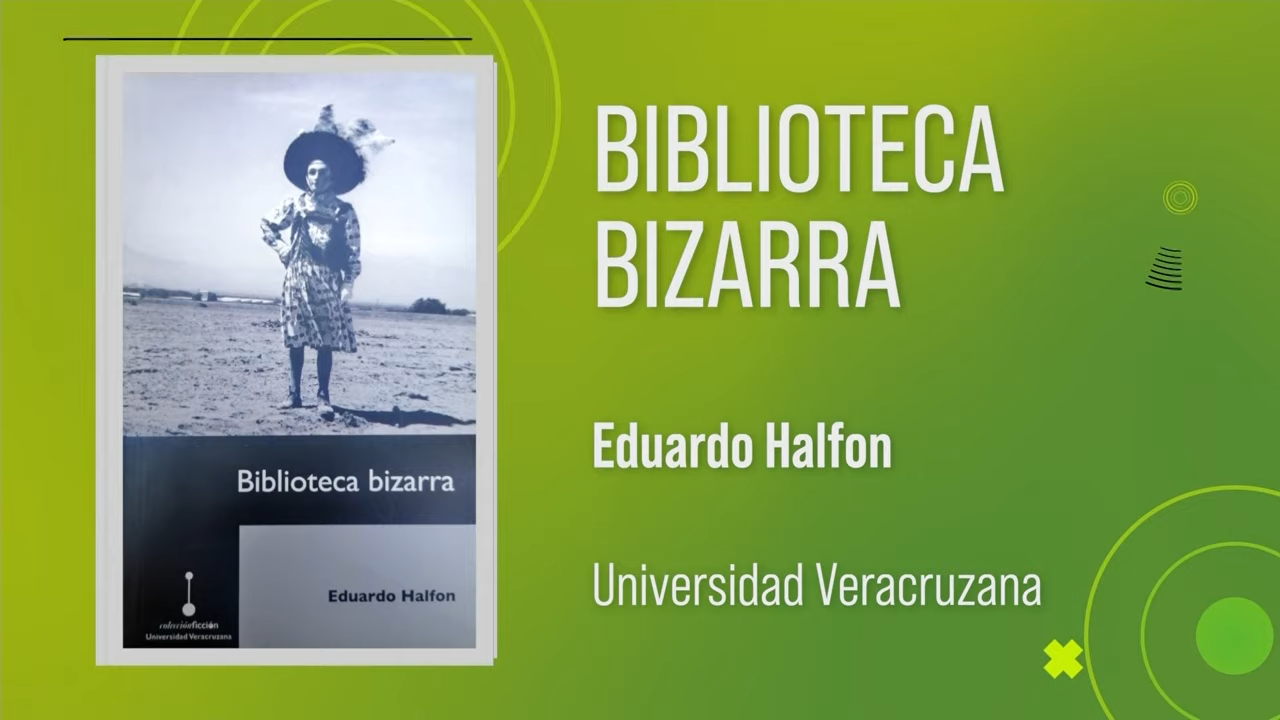 BIBLIOTECA
BIZARRA
Eduardo Halfon
Universidad Veracruzana
Biblioteca bizarra
Eduardo Halfon
colecciónficción
Universidad Veracruzana